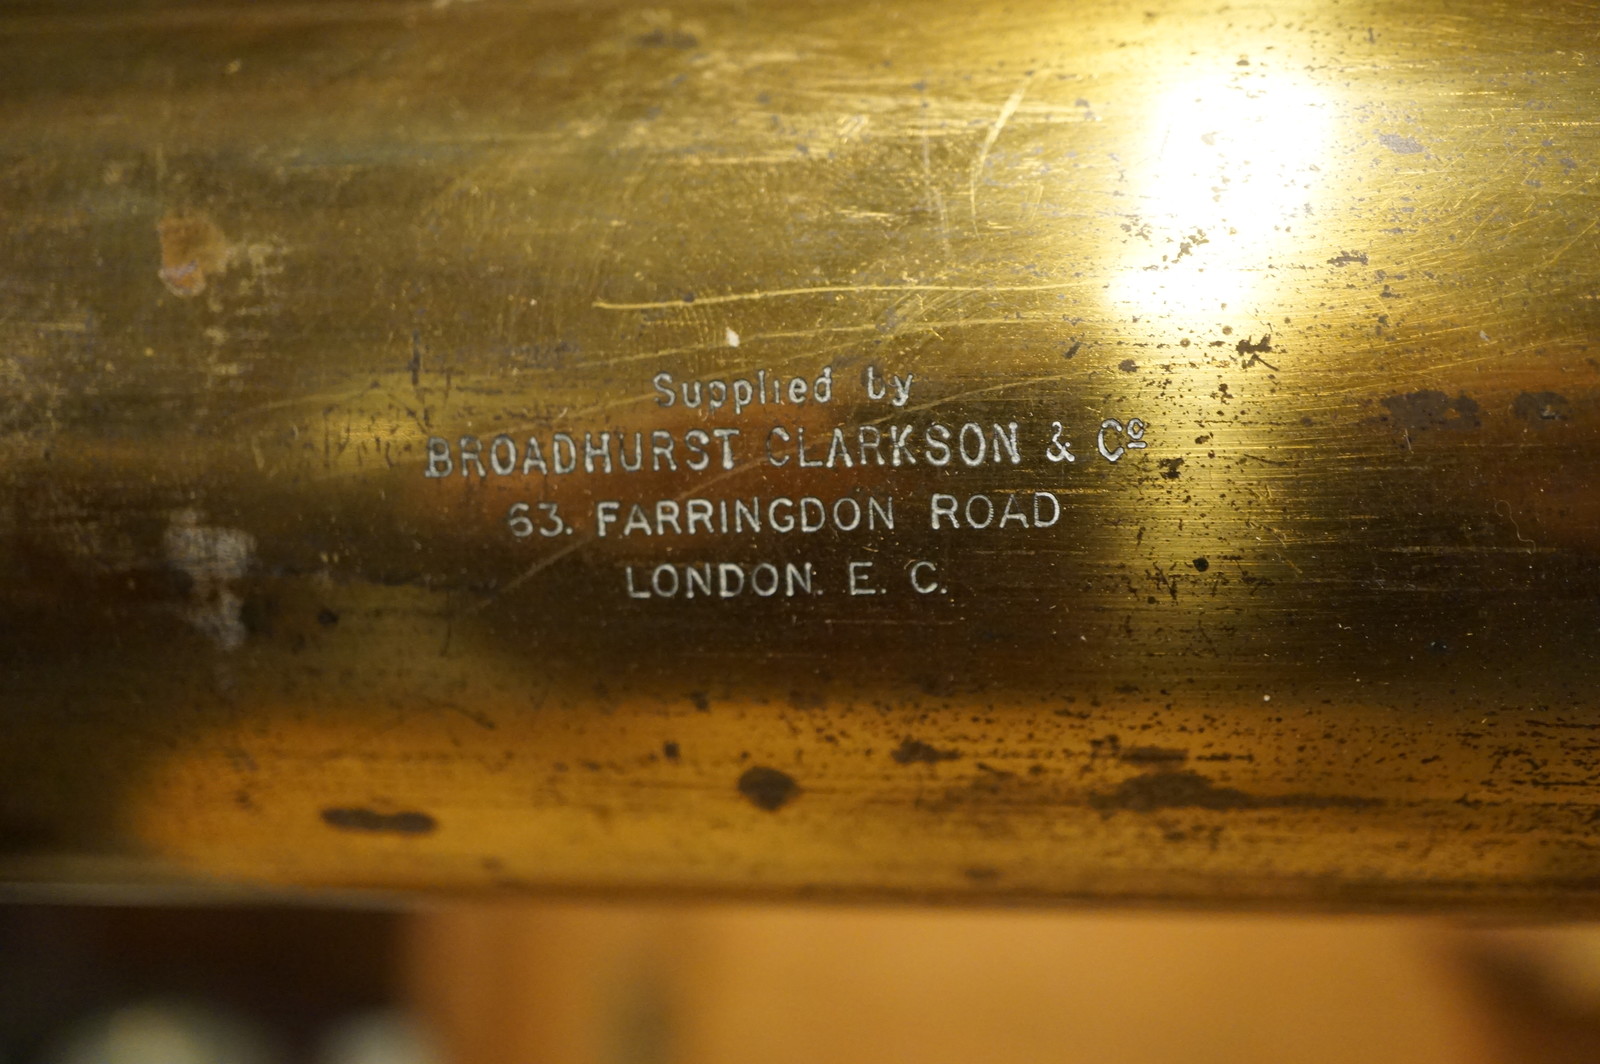 Supplied by
BROADHURST CLARKSON & Cº
63. FARRINGDON ROAD
LONDON. E. C.